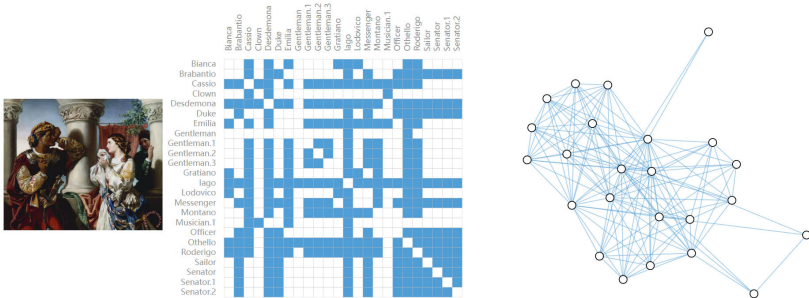 Bianca
Brabantio
Cassio
Clown
Desdemona
Duke
Emilia
Gentleman
Gentleman.1
Gentleman.2
Gentleman.3
Gratiano
Iago
Lodovico
Messenger
Montano
Musician.1
Officer
Othello
Roderigo
Sailor
Senator
Senator.1
Senator.2
Bianca
Brabantio
Cassio
Clown
Desdemona
Duke
Emilia
Gentleman
Gentleman.1
Gentleman.2
Gentleman.3
Gratiano
Iago
Lodovico
Messenger
Montano
Musician.1
Officer
Othello
Roderigo
Sailor
Senator
Senator.1
Senator.2